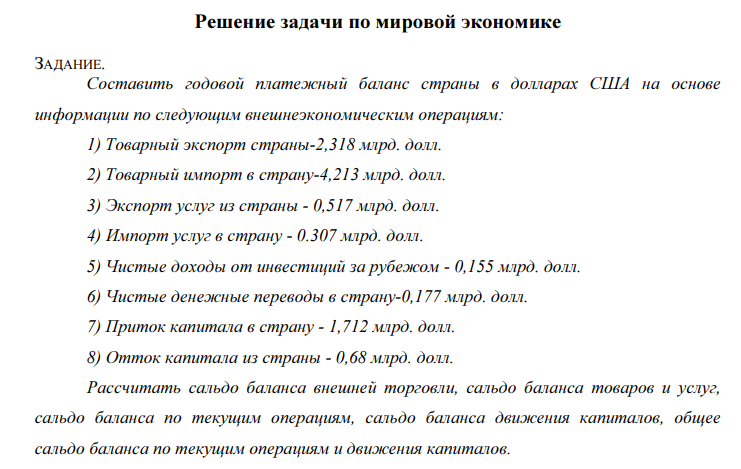 Решение задачи по мировой экономике
ЗАДАНИЕ.
Составить годовой платежный баланс страны в долларах США на основе
информации по следующим внешнеэкономическим операциям:
1) Товарный экспорт страны-2,318 млрд. долл.
2) Товарный импорт в страну-4,213 млрд. долл.
3) Экспорт услуг из страны - 0,517 млрд. долл.
4) Импорт услуг в страну - 0.307 млрд. долл.
5) Чистые доходы от инвестиций за рубежом - 0,155 млрд. долл.
6) Чистые денежные переводы в страну-0,177 млрд. долл.
7) Приток капитала в страну - 1,712 млрд. долл.
8) Отток капитала из страны - 0,68 млрд. долл.
Рассчитать сальдо баланса внешней торговли, сальдо баланса товаров и услуг,
сальдо баланса по текущим операциям, сальдо баланса движения капиталов, общее
сальдо баланса по текущим операциям и движения капиталов.